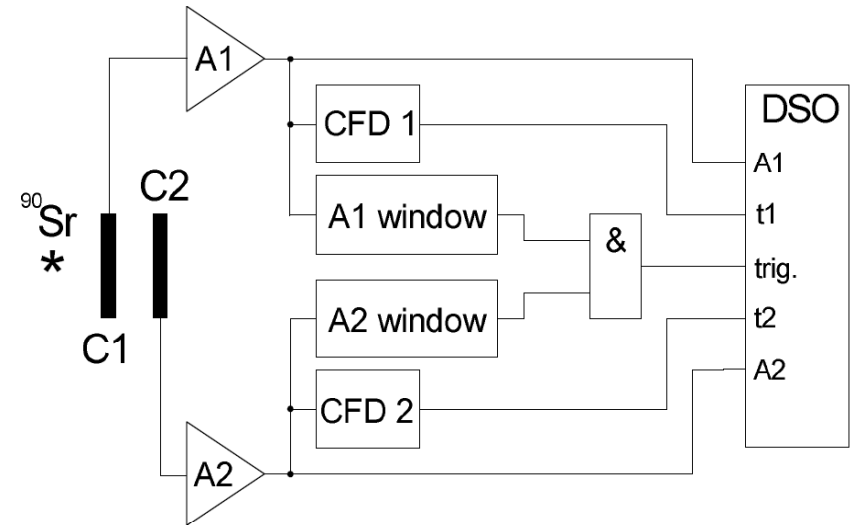 A1
DSO
CFD 1
A1
90Sr
*
C2
A1 window
t1
&
trig.
C1
A2 window
t2
A2
CFD 2
A2